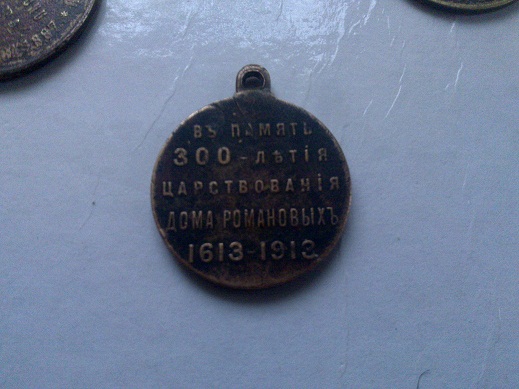 ВЪ ПАМЯТЬ
300-ЛѢТІЯ
ЦАРСТВОВАНІЯ
ДОМА РОМАНОВЫХЪ
1613-1913